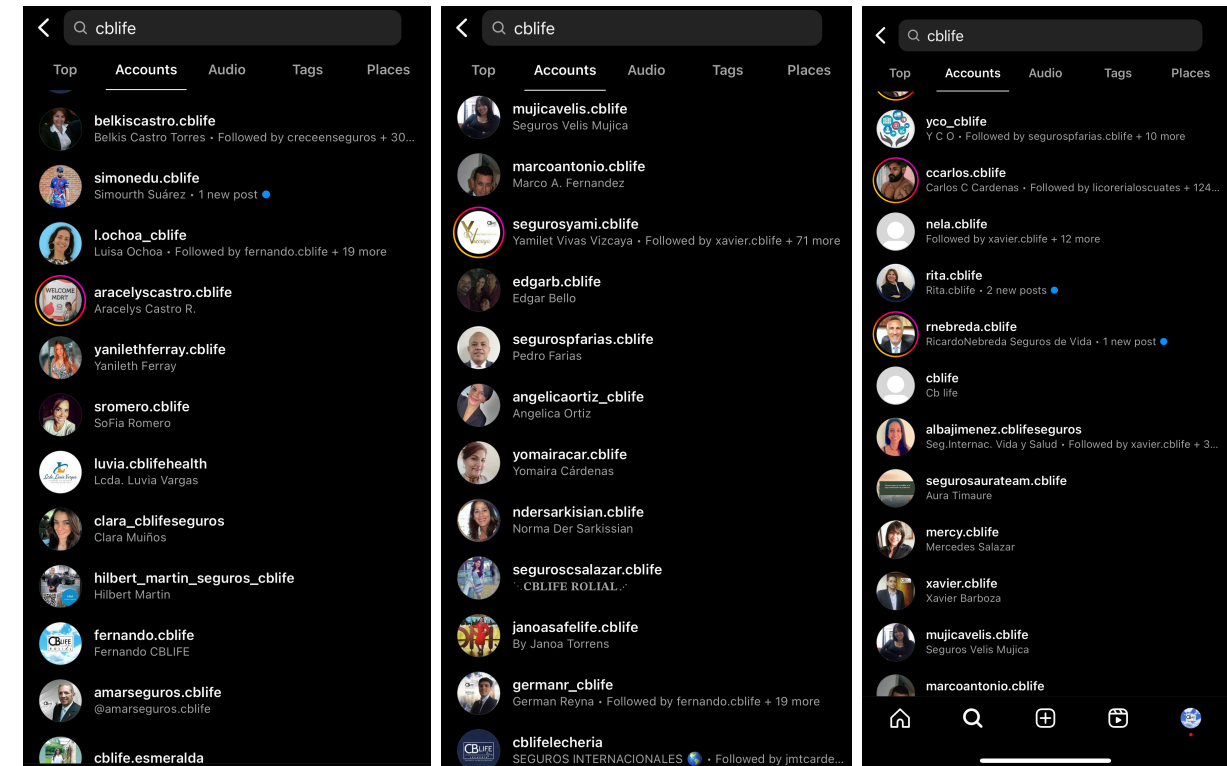 cblife
Top Accounts Audio Tags Places
belkiscastro.cblife
Belkis Castro Torres • Followed by creceenseguros + 30...
simonedu.cblife
Simourth Suárez • 1 new post
l.ochoa_cblife
Luisa Ochoa • Followed by fernando.cblife + 19 more
WELCOME
MDRT
aracelyscastro.cblife
Aracelys Castro R.
yanilethferray.cblife
Yanileth Ferray
sromero.cblife
SoFia Romero
luvia.cblifehealth
Lcda. Luvia Vargas
clara_cblifeseguros
Clara Muiños
hilbert_martin_seguros_cblife
Hilbert Martin
CBLIFE
fernando.cblife
Fernando CBLIFE
amarseguros.cblife
@amarseguros.cblife
cblife.esmeralda
cblife
Top Accounts Audio Tags Places
mujicavelis.cblife
Seguros Velis Mujica
marcoantonio.cblife
Marco A. Fernandez
segurosyami.cblife
Yamilet Vivas Vizcaya • Followed by xavier.cblife + 71 more
edgarb.cblife
Edgar Bello
segurospfarias.cblife
Pedro Farias
angelicaortiz_cblife
Angelica Ortiz
yomairacar.cblife
Yomaira Cárdenas
ndersarkisian.cblife
Norma Der Sarkissian
seguroscsalazar.cblife
⋱CBLIFE ROLIAL⋰
janoasafelife.cblife
By Janoa Torrens
germanr_cblife
German Reyna • Followed by fernando.cblife + 19 more
CBLIFE
cblifelecheria
SEGUROS INTERNACIONALES 🌎 • Followed by jmtcarde...
cblife
Top Accounts Audio Tags Places
yco_cblife
Y C O • Followed by segurospfarias.cblife + 10 more
ccarlos.cblife
Carlos C Cardenas • Followed by licorerialoscuates + 124...
nela.cblife
Followed by xavier.cblife + 12 more
rita.cblife
Rita.cblife • 2 new posts
rnebreda.cblife
RicardoNebreda Seguros de Vida • 1 new post
cblife
Cb life
albajimenez.cblifeseguros
Seg.Internac. Vida y Salud • Followed by xavier.cblife + 3...
segurosaurateam.cblife
Aura Timaure
mercy.cblife
Mercedes Salazar
xavier.cblife
Xavier Barboza
mujicavelis.cblife
Seguros Velis Mujica
marcoantonio.cblife